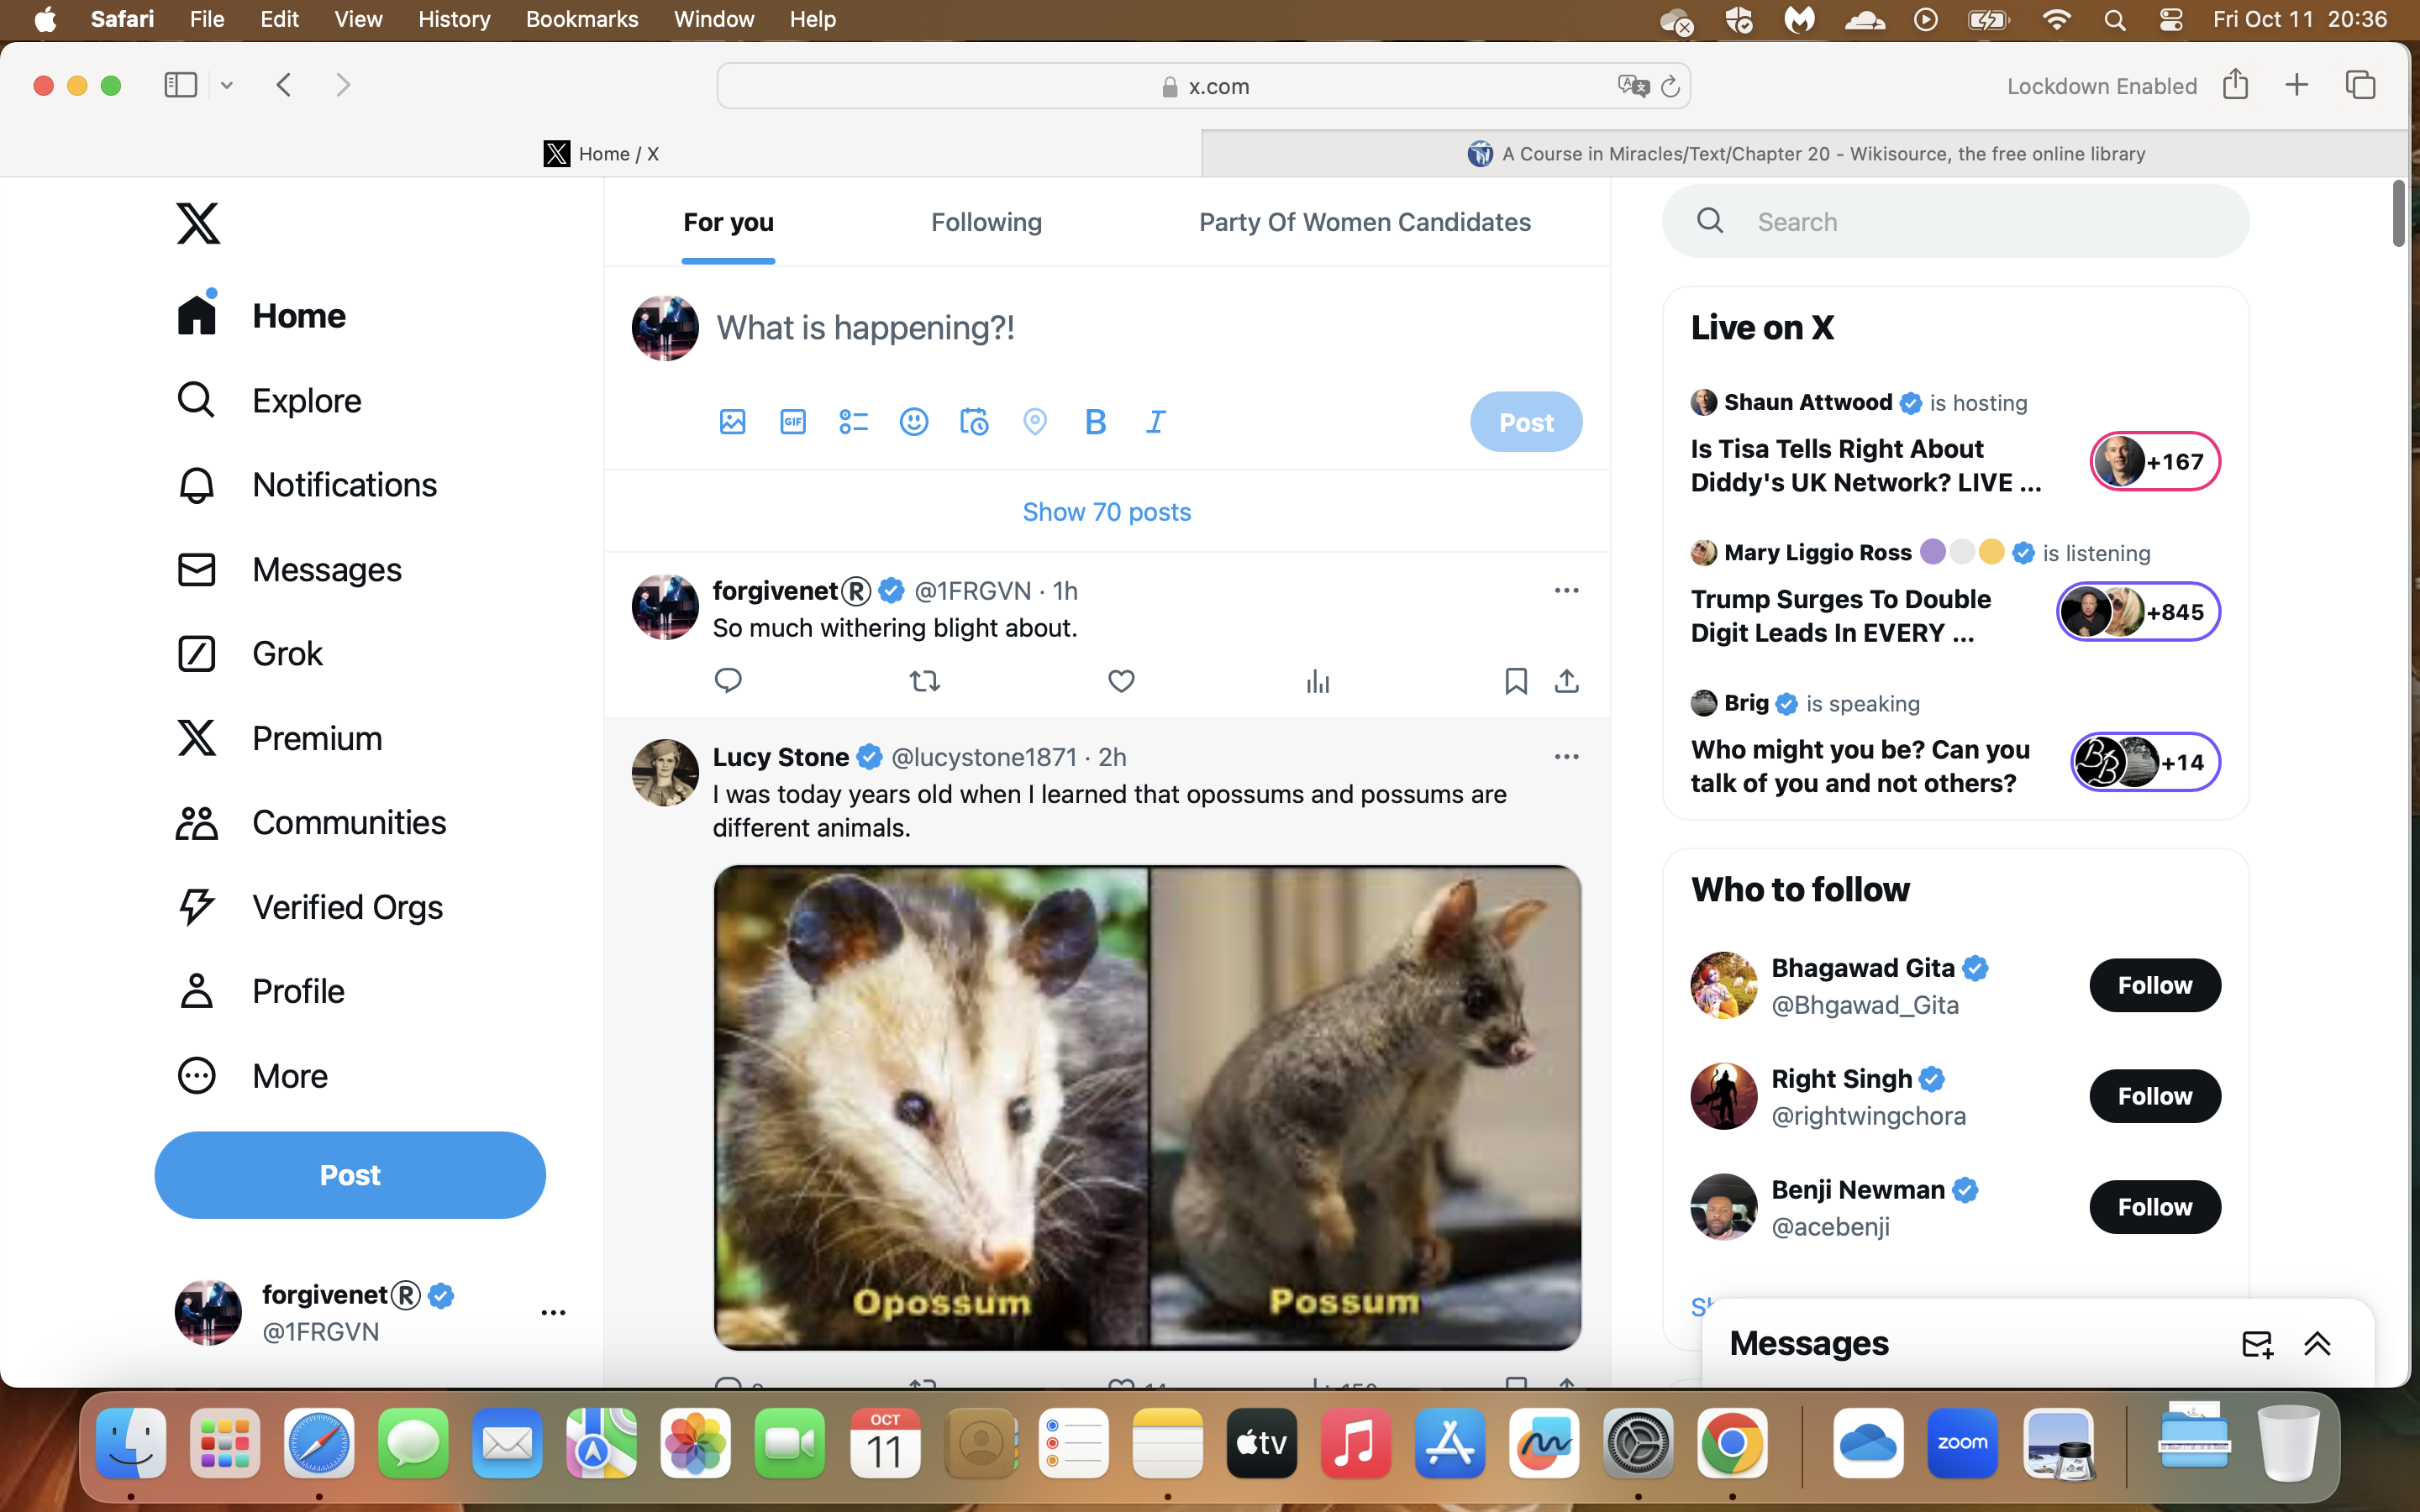 Safari File Edit View History Bookmarks Window Help Fri Oct 11 20:36
x.com
Lockdown Enabled
Home / X
A Course in Miracles/Text/Chapter 20 - Wikisource, the free online library
Home
Explore
Notifications
Messages
Grok
Premium
Communities
Verified Orgs
Profile
More
Post
forgivenet®
@1FRGVN
For you Following Party Of Women Candidates
What is happening?!
GIF
B I
Post
Show 70 posts
forgivenet® @1FRGVN · 1h
So much withering blight about.
Lucy Stone @lucystone1871 · 2h
I was today years old when I learned that opossums and possums are
different animals.
Opossum Possum
Search
Live on X
Shaun Attwood is hosting
Is Tisa Tells Right About
Diddy's UK Network? LIVE ...
+167
Mary Liggio Ross is listening
Trump Surges To Double
Digit Leads In EVERY ...
+845
Brig is speaking
Who might you be? Can you
talk of you and not others?
+14
Who to follow
Bhagawad Gita
@Bhgawad_Gita
Follow
Right Singh
@rightwingchora
Follow
Benji Newman
@acebenji
Follow
Messages
OCT
11
tv
zoom